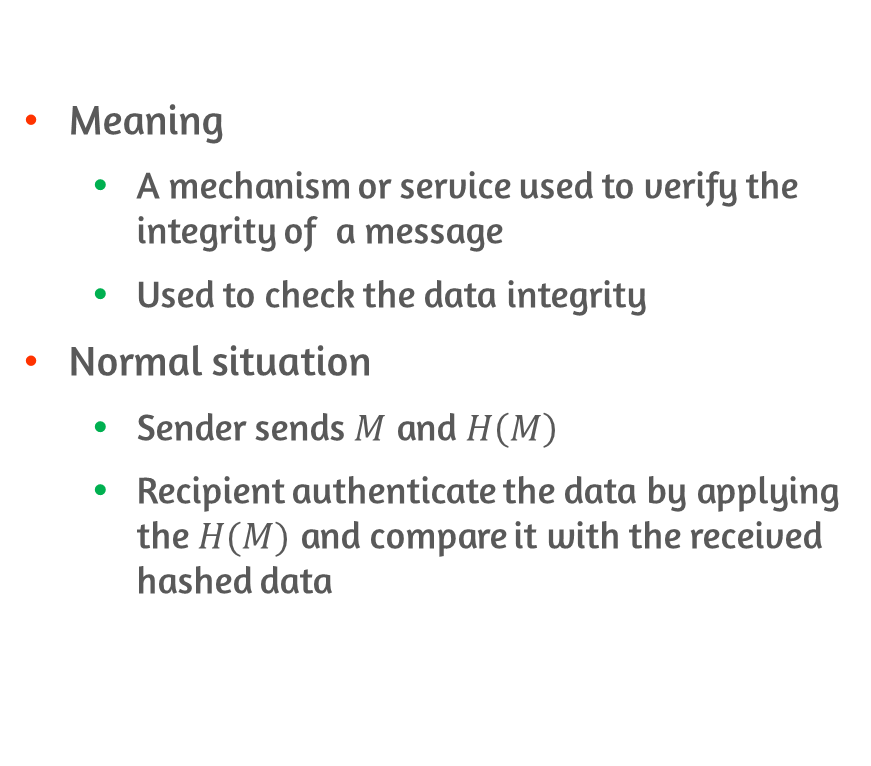 • Meaning
• A mechanism or service used to verify the
integrity of a message
• Used to check the data integrity
• Normal situation
• Sender sends M and H(M)
• Recipient authenticate the data by applying
the H(M) and compare it with the received
hashed data